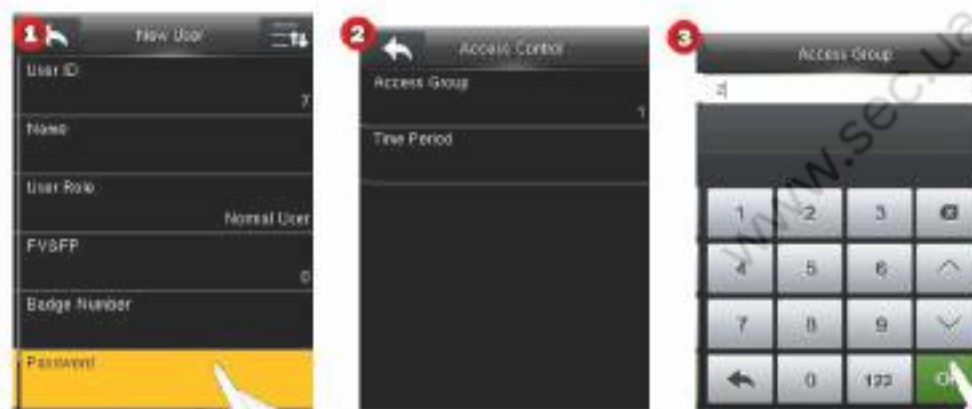 1
New User
User ID
7
Name
User Role
Normal User
FV&FP
0
Badge Number
Password
2
Access Control
Access Group
1
Time Period
3
Access Group
2
1 2 3
4 5 6
7 8 9
0 123 OK
www.sec.ua